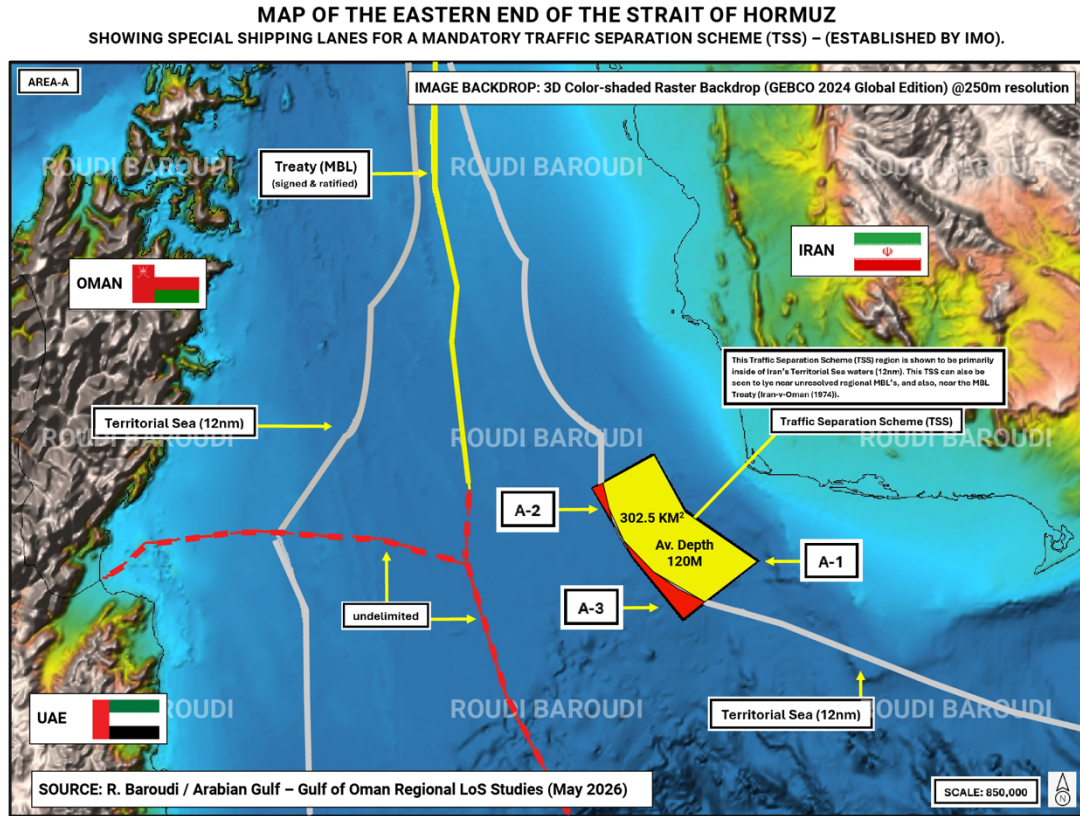 MAP OF THE EASTERN END OF THE STRAIT OF HORMUZ
SHOWING SPECIAL SHIPPING LANES FOR A MANDATORY TRAFFIC SEPARATION SCHEME (TSS) – (ESTABLISHED BY IMO).
AREA-A
IMAGE BACKDROP: 3D Color-shaded Raster Backdrop (GEBCO 2024 Global Edition) @250m resolution
ROUDI BAROUDI
ROUDI BAROUDI
ROUDI BAROUDI
Treaty (MBL)
(signed & ratified)
OMAN
IRAN
This Traffic Separation Scheme (TSS) region is shown to be primarily
inside of Iran's Territorial Sea waters (12nm). This TSS can also be
seen to lye near unresolved regional MBL's, and also, near the MBL
Treaty (Iran-v-Oman (1974)).
Traffic Separation Scheme (TSS)
Territorial Sea (12nm)
ROUDI BAROUDI
ROUDI BAROUDI
ROUDI BAROUDI
A-2
302.5 KM²
Av. Depth
120M
A-1
A-3
undelimited
UAE
ROUDI
ROUDI BAROUDI
ROUDI BAROUDI
Territorial Sea (12nm)
SOURCE: R. Baroudi / Arabian Gulf – Gulf of Oman Regional LoS Studies (May 2026)
SCALE: 850,000
N